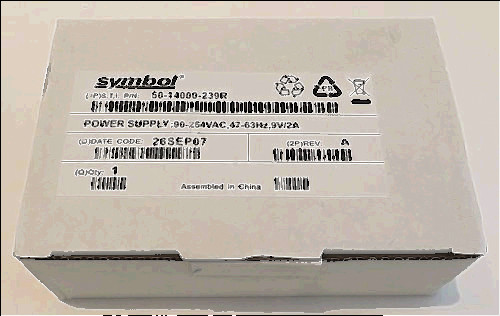 symbol
(1P)S.T.I. P/N: 50-14000-239R
POWER SUPPLY:90-264VAC,47-63Hz,9V/2A
(D)DATE CODE: 26SEP07
(2P)REV: A
(Q)Qty: 1
Assembled in China